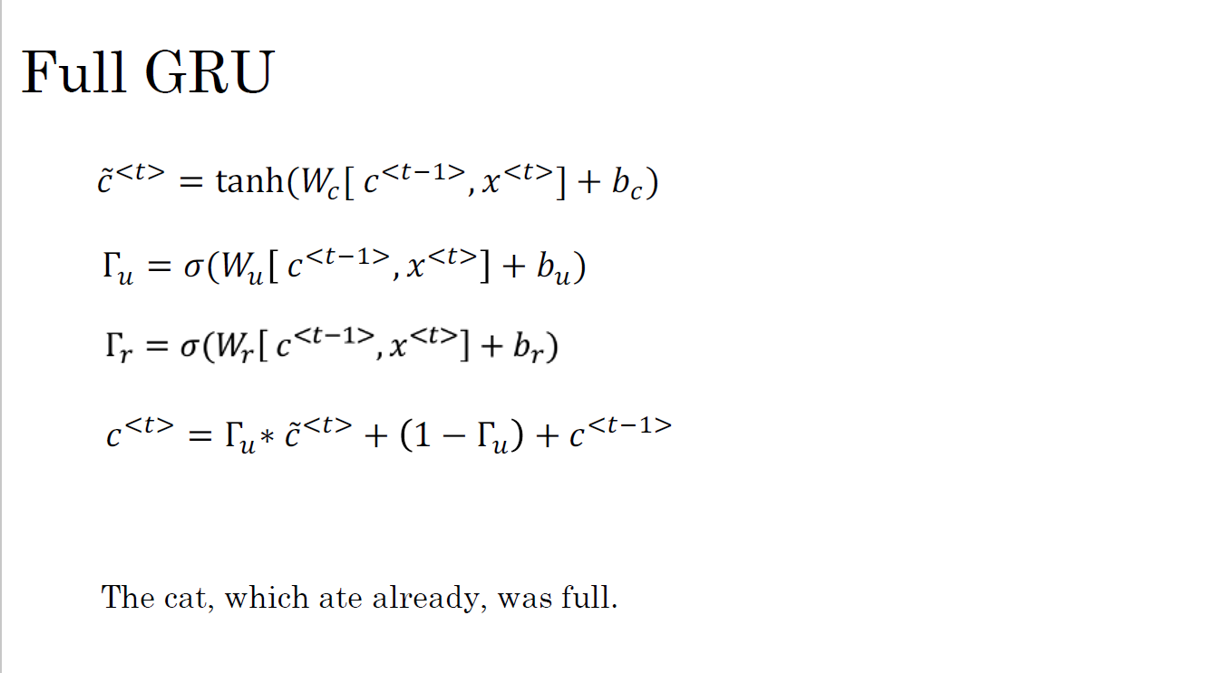 Full GRU
c̃^{<t>} = tanh(W_c[ c^{<t−1>}, x^{<t>}] + b_c)
Γ_u = σ(W_u[ c^{<t−1>}, x^{<t>}] + b_u)
Γ_r = σ(W_r[ c^{<t−1>}, x^{<t>}] + b_r)
c^{<t>} = Γ_u ∗ c̃^{<t>} + (1 − Γ_u) + c^{<t−1>}
The cat, which ate already, was full.